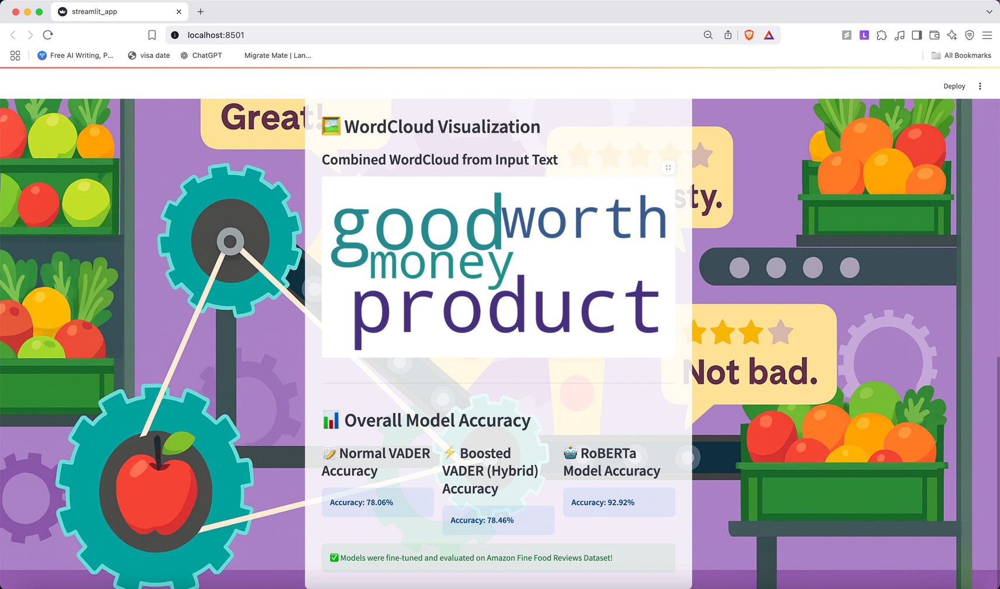 streamlit_app
localhost:8501
Free AI Writing, P...
visa date
ChatGPT
Migrate Mate | Lan...
All Bookmarks
Deploy
Great!
🖼️ WordCloud Visualization
Combined WordCloud from Input Text
good
worth
money
product
sty.
Not bad.
📊 Overall Model Accuracy
📝 Normal VADER
Accuracy
Accuracy: 78.06%
⚡ Boosted
VADER (Hybrid)
Accuracy
Accuracy: 78.46%
🤖 RoBERTa
Model Accuracy
Accuracy: 92.92%
✅ Models were fine-tuned and evaluated on Amazon Fine Food Reviews Dataset!